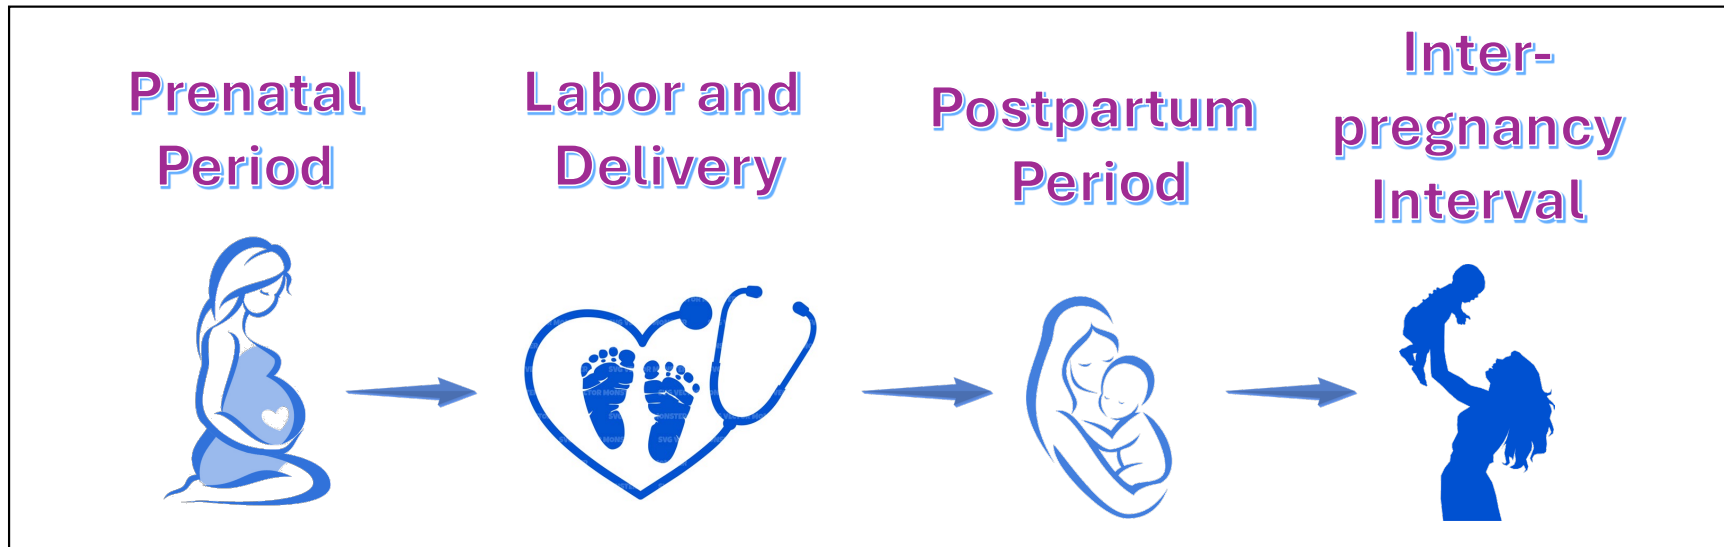 Prenatal
Period
Labor and
Delivery
Postpartum
Period
Inter-
pregnancy
Interval